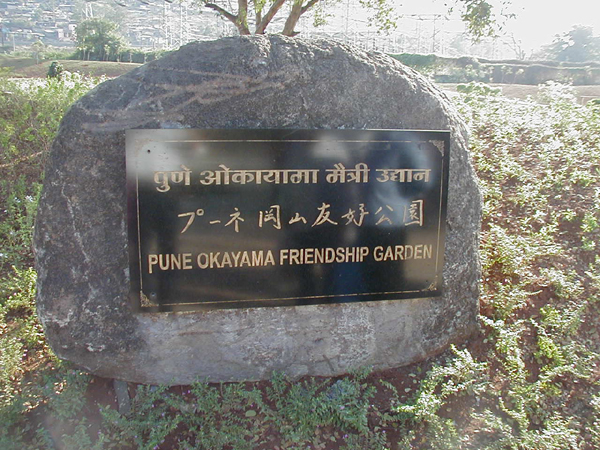 पुणे ओकायामा मैत्री उद्यान
プーネ岡山友好公園
PUNE OKAYAMA FRIENDSHIP GARDEN